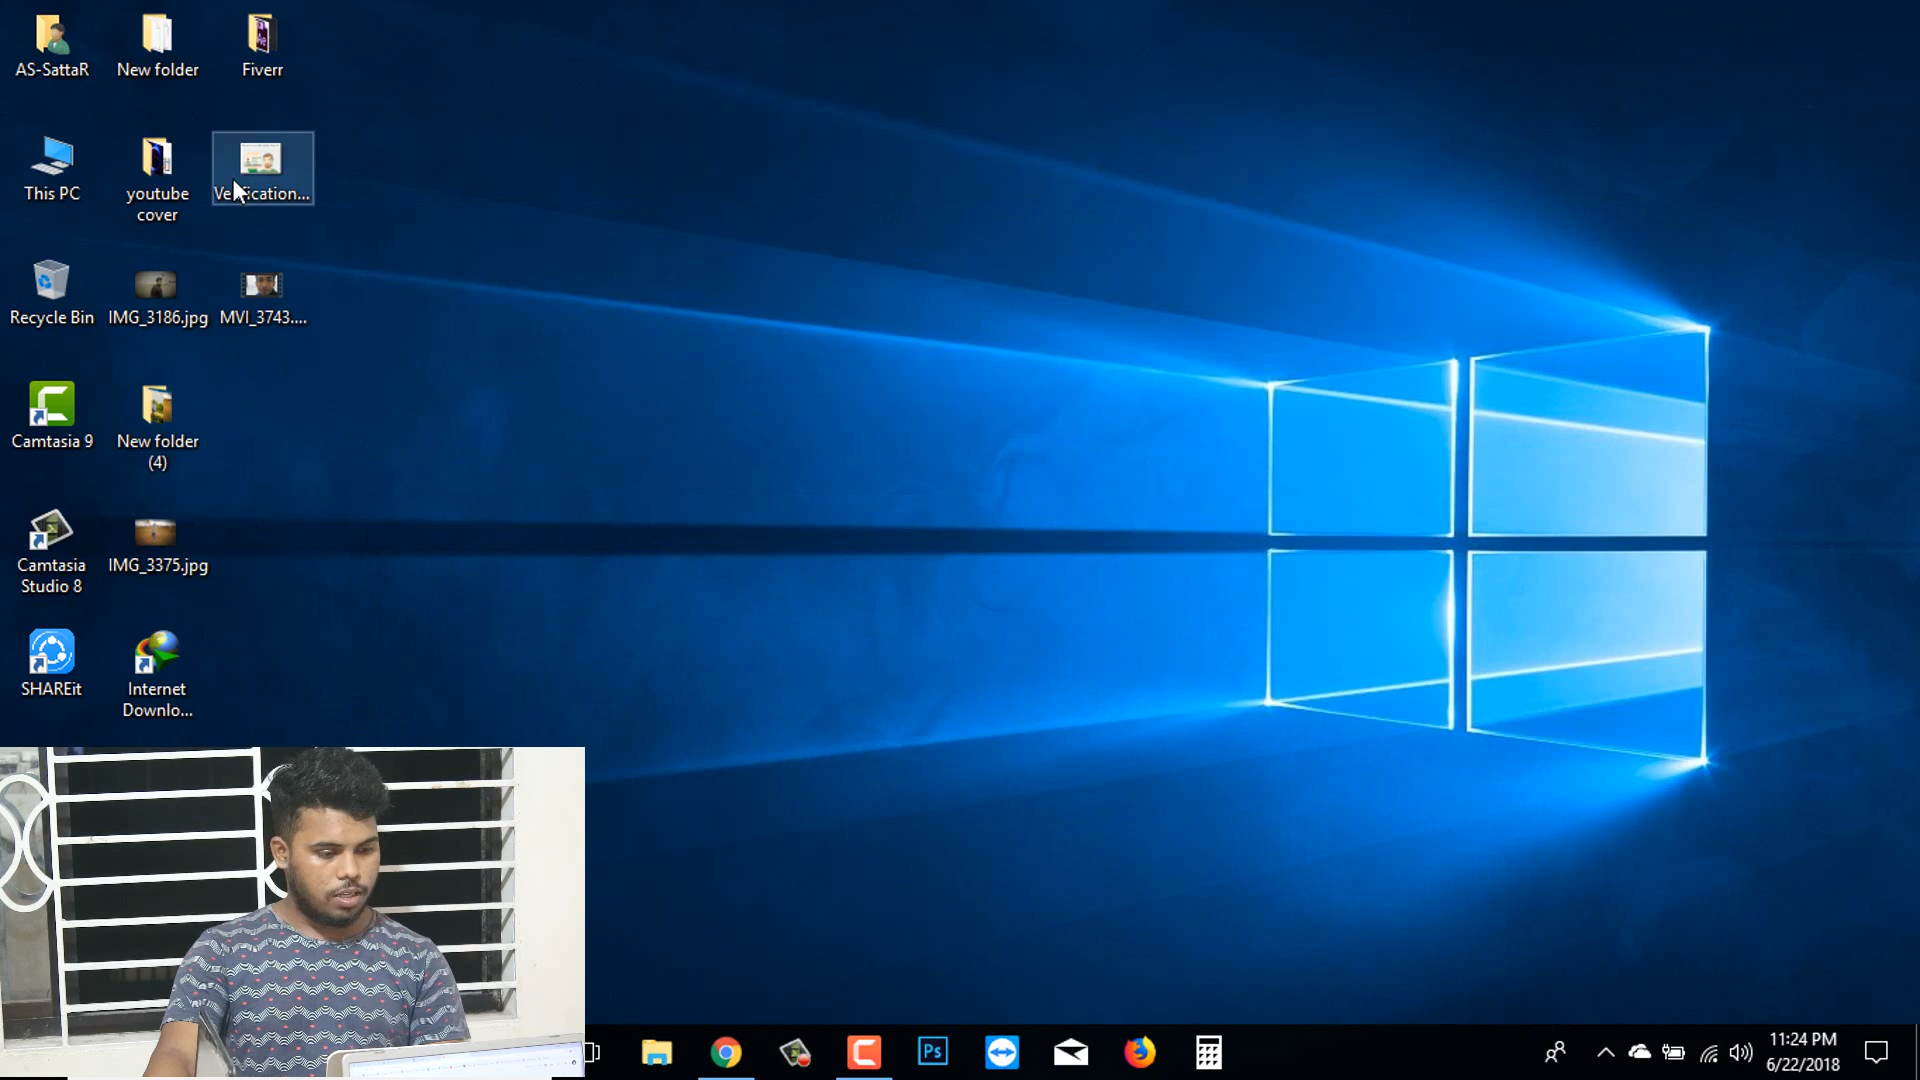 AS-SattaR
New folder
Fiverr
This PC
youtube
cover
Recycle Bin
IMG_3186.jpg
MVI_3743....
Camtasia 9
New folder
(4)
Camtasia
Studio 8
IMG_3375.jpg
SHAREit
Internet
Downlo...
Ps
11:24 PM
6/22/2018